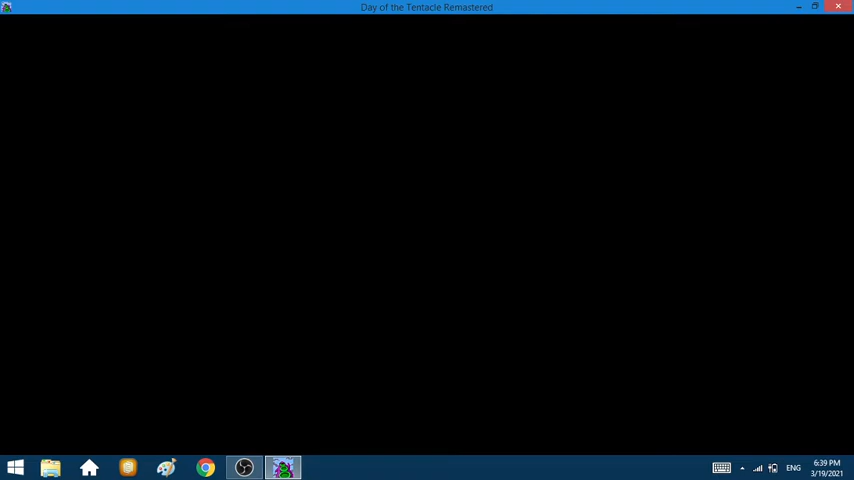 Day of the Tentacle Remastered
ENG
6:39 PM
3/19/2021